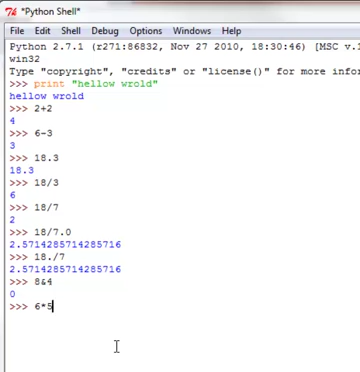 *Python Shell*
File Edit Shell Debug Options Windows Help
Python 2.7.1 (r271:86832, Nov 27 2010, 18:30:46) [MSC v.1
win32
Type "copyright", "credits" or "license()" for more infor
>>> print "hellow wrold"
hellow wrold
>>> 2+2
4
>>> 6-3
3
>>> 18.3
18.3
>>> 18/3
6
>>> 18/7
2
>>> 18/7.0
2.5714285714285716
>>> 18./7
2.5714285714285716
>>> 8&4
0
>>> 6*5